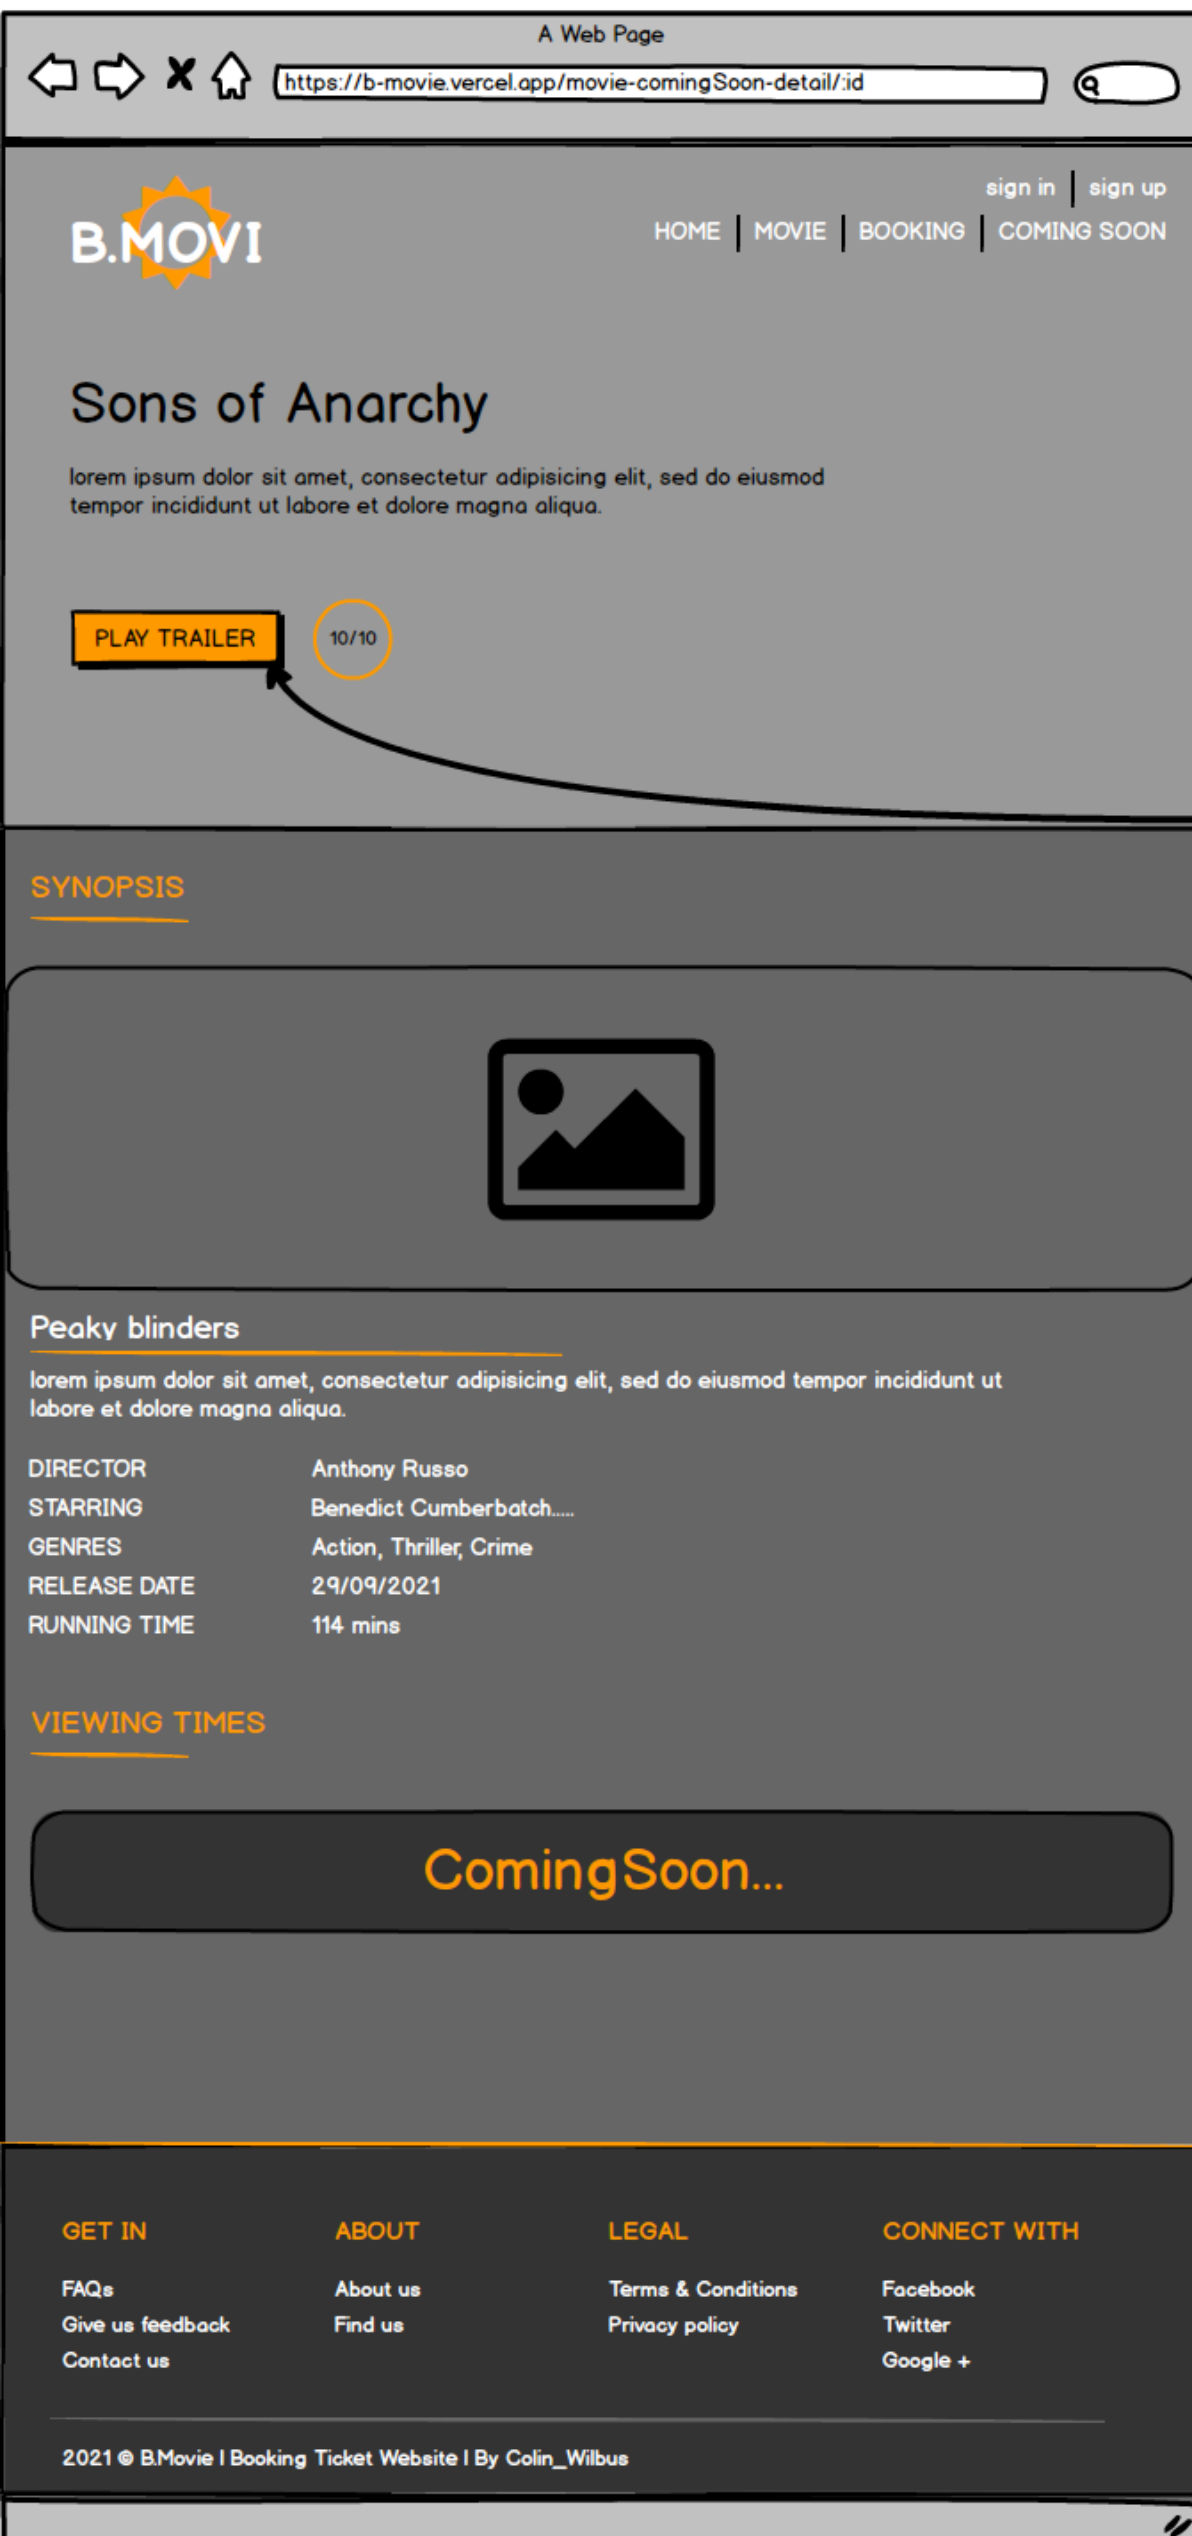 A Web Page
https://b-movie.vercel.app/movie-comingSoon-detail/:id
sign in | sign up
B.MOVI
HOME | MOVIE | BOOKING | COMING SOON
Sons of Anarchy
lorem ipsum dolor sit amet, consectetur adipisicing elit, sed do eiusmod
tempor incididunt ut labore et dolore magna aliqua.
PLAY TRAILER
10/10
SYNOPSIS
Peaky blinders
lorem ipsum dolor sit amet, consectetur adipisicing elit, sed do eiusmod tempor incididunt ut
labore et dolore magna aliqua.
DIRECTOR Anthony Russo
STARRING Benedict Cumberbatch.....
GENRES Action, Thriller, Crime
RELEASE DATE 29/09/2021
RUNNING TIME 114 mins
VIEWING TIMES
ComingSoon...
GET IN
FAQs
Give us feedback
Contact us
ABOUT
About us
Find us
LEGAL
Terms & Conditions
Privacy policy
CONNECT WITH
Facebook
Twitter
Google +
2021 © B.Movie | Booking Ticket Website | By Colin_Wilbus